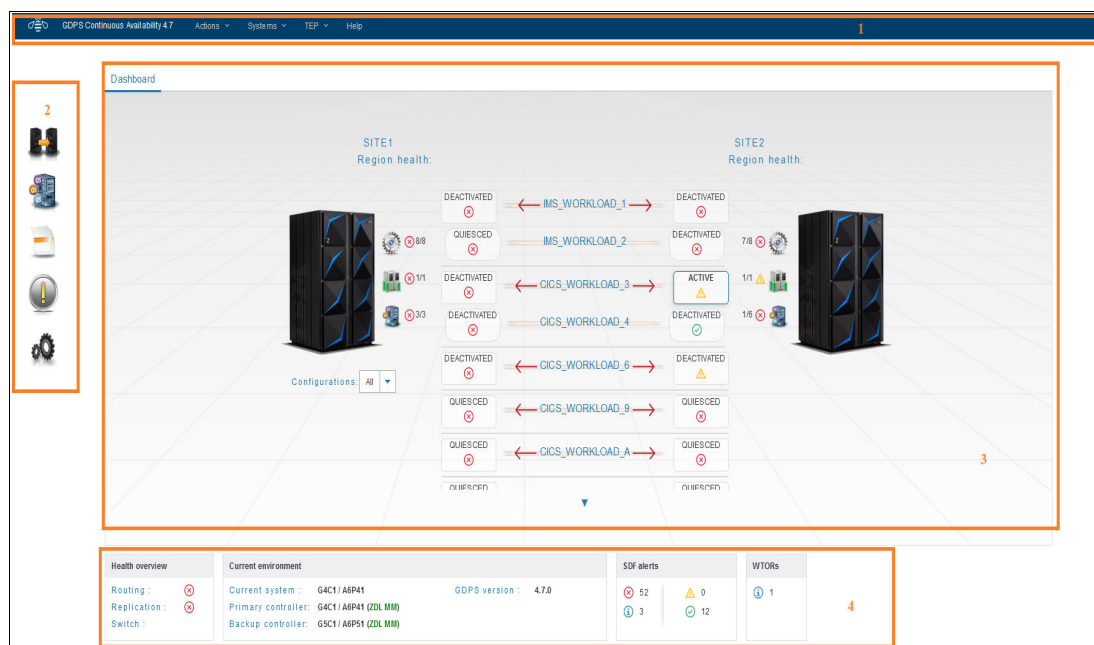 GDPS Continuous Availability 4.7 Actions Systems TEP Help
1
2
Dashboard
SITE1 SITE2
Region health: Region health:
DEACTIVATED IMS_WORKLOAD_1 DEACTIVATED
8/8 QUIESCED IMS_WORKLOAD_2 DEACTIVATED 7/8
1/1 DEACTIVATED CICS_WORKLOAD_3 ACTIVE 1/1
3/3 DEACTIVATED CICS_WORKLOAD_4 DEACTIVATED 1/6
DEACTIVATED CICS_WORKLOAD_6 DEACTIVATED
Configurations: All
QUIESCED CICS_WORKLOAD_9 QUIESCED
QUIESCED CICS_WORKLOAD_A QUIESCED
3
QUIESCED QUIESCED
Health overview Current environment SDF alerts WTORs
Routing : Current system : G4C1 / A6P41 GDPS version : 4.7.0 52 0 1
Replication : Primary controller: G4C1 / A6P41 (ZDL MM) 3 12 4
Switch : Backup controller: G5C1 / A6P51 (ZDL MM)